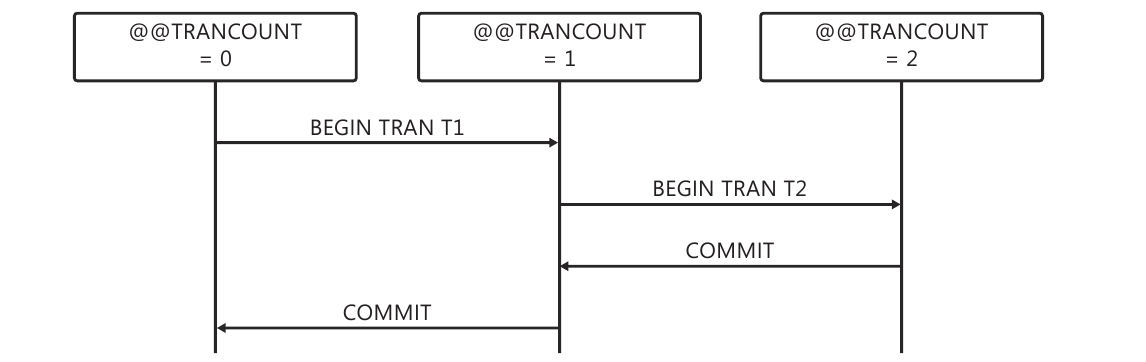 @@TRANCOUNT
= 0
@@TRANCOUNT
= 1
@@TRANCOUNT
= 2
BEGIN TRAN T1
BEGIN TRAN T2
COMMIT
COMMIT